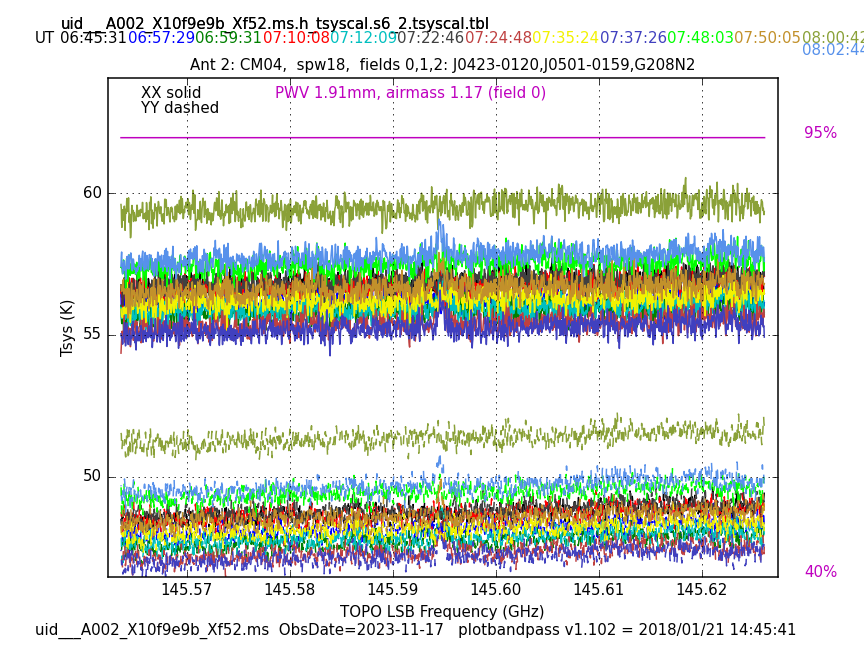 uid___A002_X10f9e9b_Xf52.ms.h_tsyscal.s6_2.tsyscal.tbl
UT 06:45:31 06:57:29 06:59:31 07:10:08 07:12:09 07:22:46 07:24:48 07:35:24 07:37:26 07:48:03 07:50:05 08:00:42
08:02:44
Ant 2: CM04, spw18, fields 0,1,2: J0423-0120,J0501-0159,G208N2
XX solid PWV 1.91mm, airmass 1.17 (field 0)
YY dashed
95%
60
55
50
Tsys (K)
40%
145.57 145.58 145.59 145.60 145.61 145.62
TOPO LSB Frequency (GHz)
uid___A002_X10f9e9b_Xf52.ms ObsDate=2023-11-17 plotbandpass v1.102 = 2018/01/21 14:45:41